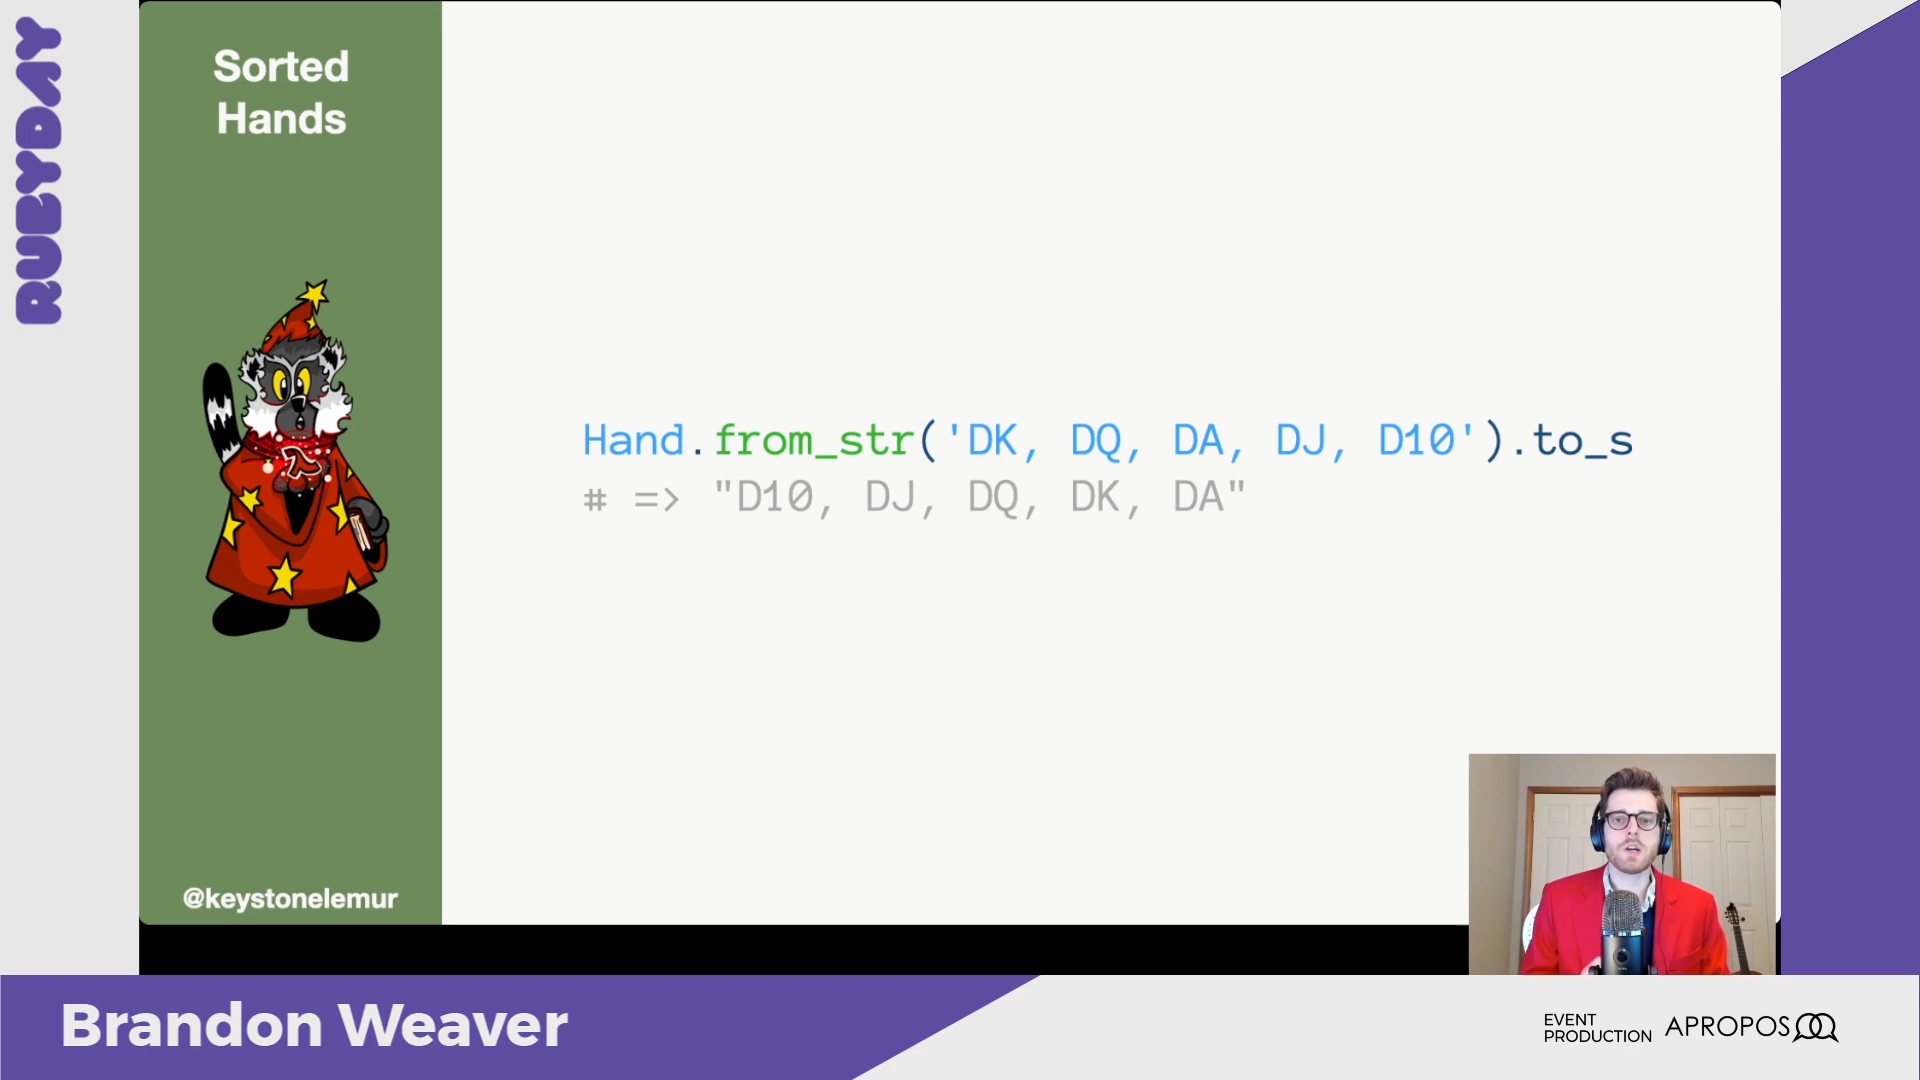 RUBYDAY
Sorted
Hands
Hand.from_str('DK, DQ, DA, DJ, D10').to_s
# => "D10, DJ, DQ, DK, DA"
@keystonelemur
Brandon Weaver
EVENT
PRODUCTION
APROPOS